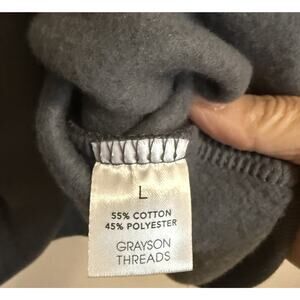 L
55% COTTON
45% POLYESTER
GRAYSON
THREADS